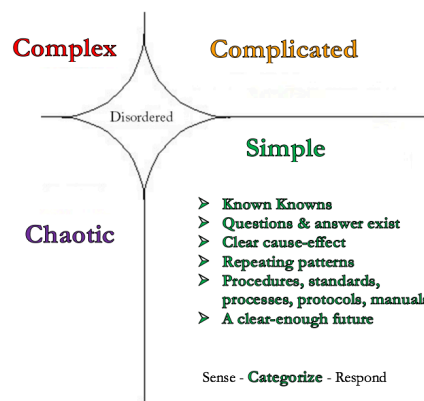 Complex
Complicated
Disordered
Simple
Chaotic
Known Knowns
Questions & answer exist
Clear cause-effect
Repeating patterns
Procedures, standards,
processes, protocols, manuals
A clear-enough future
Sense - Categorize - Respond